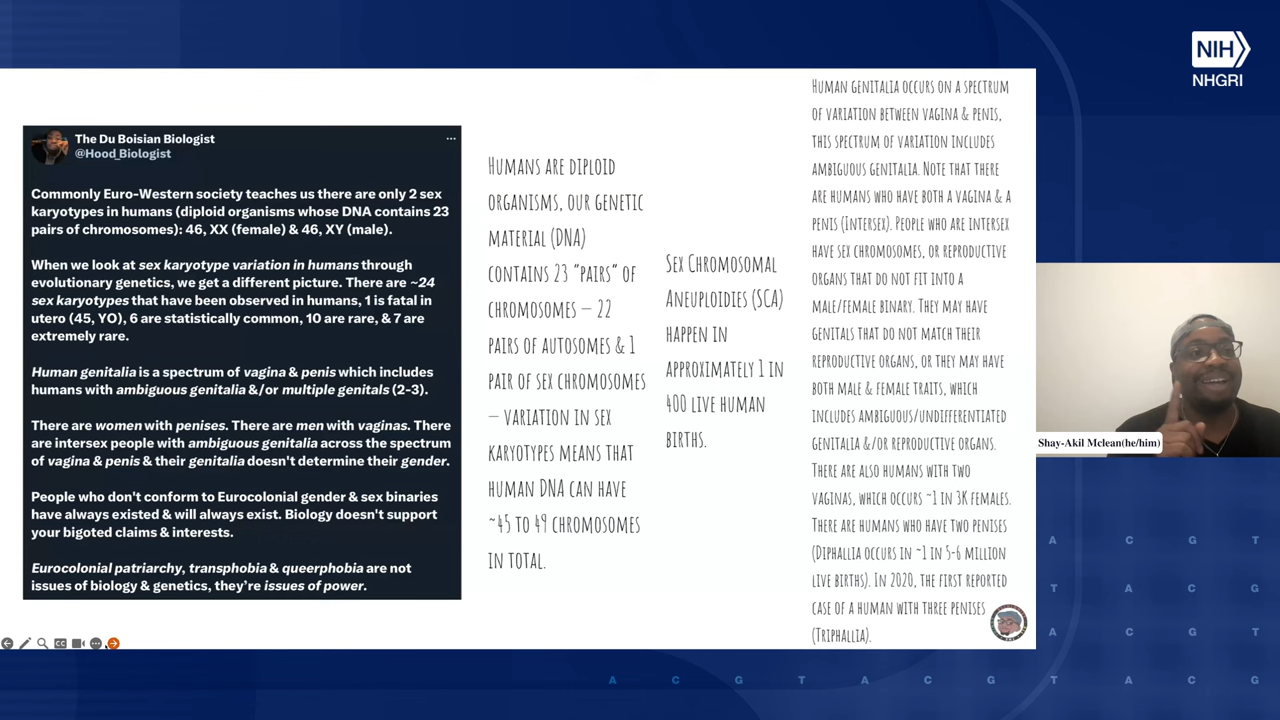 NIH
NHGRI
The Du Boisian Biologist
@Hood_Biologist
Commonly Euro-Western society teaches us there are only 2 sex
karyotypes in humans (diploid organisms whose DNA contains 23
pairs of chromosomes): 46, XX (female) & 46, XY (male).
When we look at sex karyotype variation in humans through
evolutionary genetics, we get a different picture. There are ~24
sex karyotypes that have been observed in humans, 1 is fatal in
utero (45, YO), 6 are statistically common, 10 are rare, & 7 are
extremely rare.
Human genitalia is a spectrum of vagina & penis which includes
humans with ambiguous genitalia &/or multiple genitals (2-3).
There are women with penises. There are men with vaginas. There
are intersex people with ambiguous genitalia across the spectrum
of vagina & penis & their genitalia doesn't determine their gender.
People who don't conform to Eurocolonial gender & sex binaries
have always existed & will always exist. Biology doesn't support
your bigoted claims & interests.
Eurocolonial patriarchy, transphobia & queerphobia are not
issues of biology & genetics, they're issues of power.
Humans are diploid
organisms, our genetic
material (DNA)
contains 23 "pairs" of
chromosomes – 22
pairs of autosomes & 1
pair of sex chromosomes
– variation in sex
karyotypes means that
human DNA can have
~45 to 49 chromosomes
in total.
Sex Chromosomal
Aneuploidies (SCA)
happen in
approximately 1 in
400 live human
births.
Human genitalia occurs on a spectrum
of variation between vagina & penis,
this spectrum of variation includes
ambiguous genitalia. Note that there
are humans who have both a vagina & a
penis (Intersex). People who are intersex
have sex chromosomes, or reproductive
organs that do not fit into a
male/female binary. They may have
genitals that do not match their
reproductive organs, or they may have
both male & female traits, which
includes ambiguous/undifferentiated
genitalia &/or reproductive organs.
There are also humans with two
vaginas, which occurs ~1 in 3K females.
There are humans who have two penises
(Diphallia occurs in ~1 in 5-6 million
live births). In 2020, the first reported
case of a human with three penises
(Triphallia).
Shay-Akil Mclean(he/him)
CC
A C G T
T A C G
A C G T
A C G T A C G T A C G